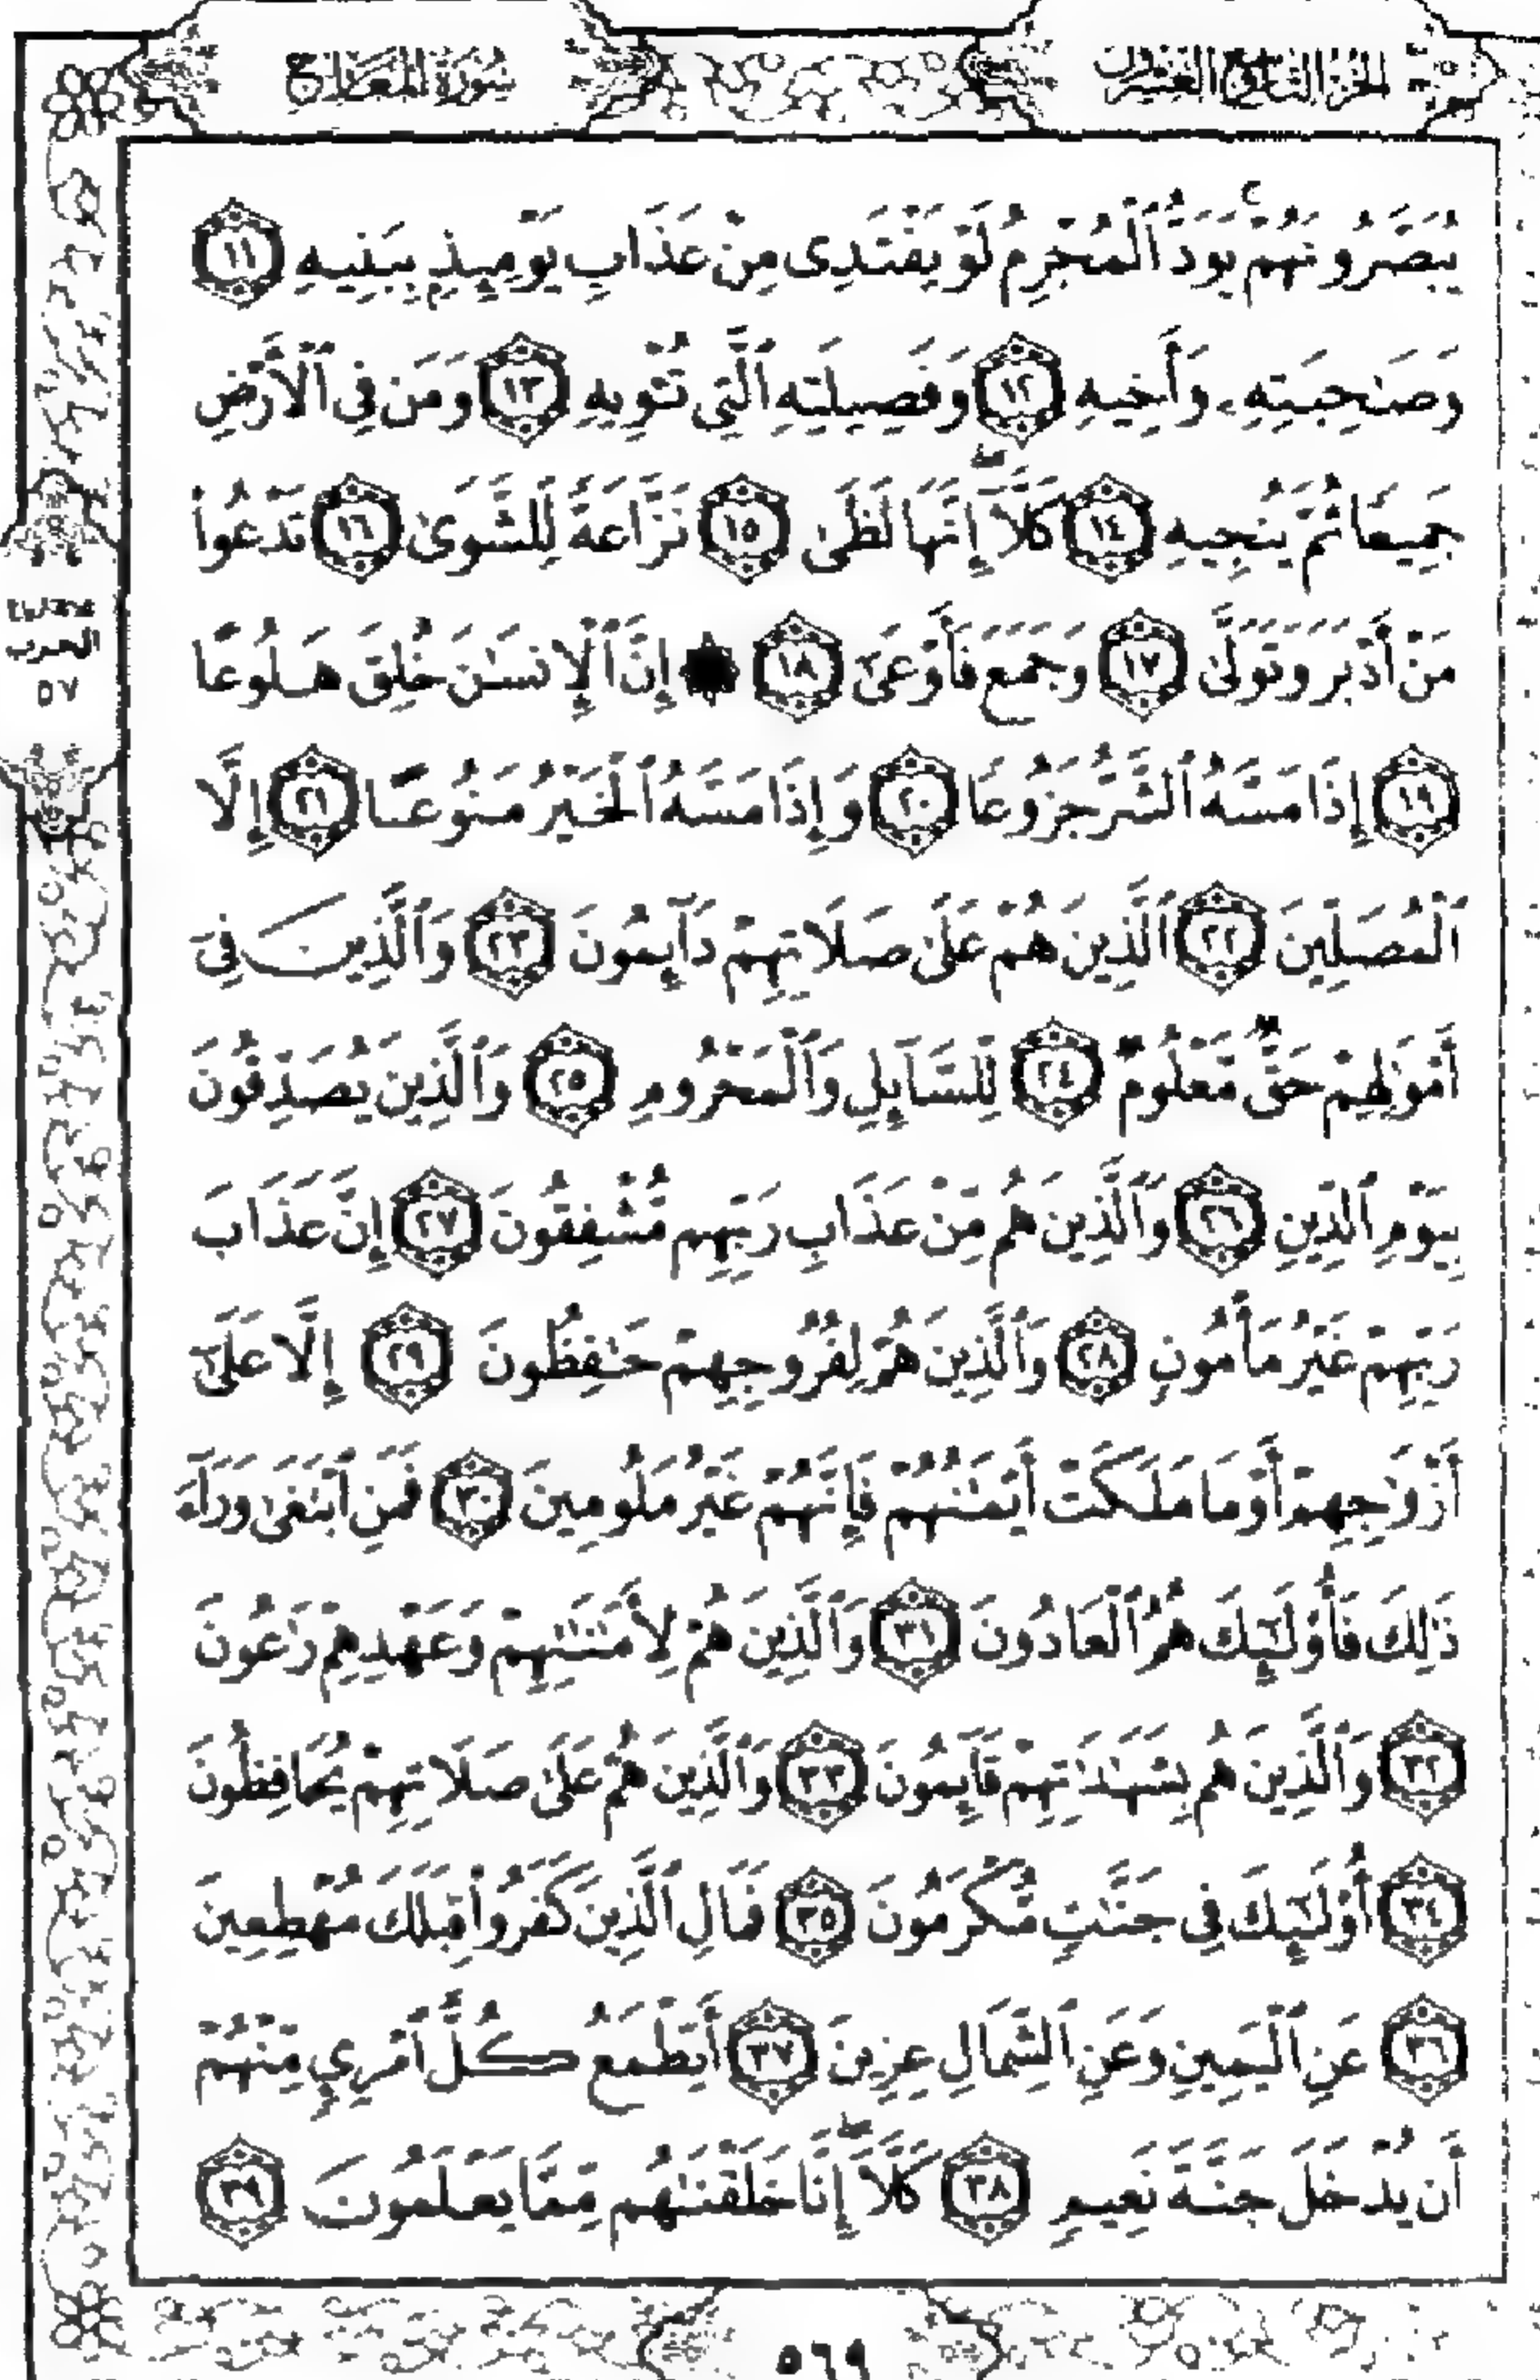 الجزء التاسع والعشرون
سورة المعارج
يُبَصَّرُونَهُمْ ۚ يَوَدُّ ٱلْمُجْرِمُ لَوْ يَفْتَدِى مِنْ عَذَابِ يَوْمِئِذٍۭ بِبَنِيهِ ١١
وَصَـٰحِبَتِهِۦ وَأَخِيهِ ١٢ وَفَصِيلَتِهِ ٱلَّتِى تُـْٔوِيهِ ١٣ وَمَن فِى ٱلْأَرْضِ
جَمِيعًا ثُمَّ يُنجِيهِ ١٤ كَلَّآ ۖ إِنَّهَا لَظَىٰ ١٥ نَزَّاعَةً لِّلشَّوَىٰ ١٦ تَدْعُوا۟
مَنْ أَدْبَرَ وَتَوَلَّىٰ ١٧ وَجَمَعَ فَأَوْعَىٰٓ ١٨ ۞ إِنَّ ٱلْإِنسَـٰنَ خُلِقَ هَلُوعًا
١٩ إِذَا مَسَّهُ ٱلشَّرُّ جَزُوعًا ٢٠ وَإِذَا مَسَّهُ ٱلْخَيْرُ مَنُوعًا ٢١ إِلَّا
ٱلْمُصَلِّينَ ٢٢ ٱلَّذِينَ هُمْ عَلَىٰ صَلَاتِهِمْ دَآئِمُونَ ٢٣ وَٱلَّذِينَ فِىٓ
أَمْوَٰلِهِمْ حَقٌّ مَّعْلُومٌ ٢٤ لِّلسَّآئِلِ وَٱلْمَحْرُومِ ٢٥ وَٱلَّذِينَ يُصَدِّقُونَ
بِيَوْمِ ٱلدِّينِ ٢٦ وَٱلَّذِينَ هُم مِّنْ عَذَابِ رَبِّهِم مُّشْفِقُونَ ٢٧ إِنَّ عَذَابَ
رَبِّهِمْ غَيْرُ مَأْمُونٍ ٢٨ وَٱلَّذِينَ هُمْ لِفُرُوجِهِمْ حَـٰفِظُونَ ٢٩ إِلَّا عَلَىٰٓ
أَزْوَٰجِهِمْ أَوْ مَا مَلَكَتْ أَيْمَـٰنُهُمْ فَإِنَّهُمْ غَيْرُ مَلُومِينَ ٣٠ فَمَنِ ٱبْتَغَىٰ وَرَآءَ
ذَٰلِكَ فَأُو۟لَـٰٓئِكَ هُمُ ٱلْعَادُونَ ٣١ وَٱلَّذِينَ هُمْ لِأَمَـٰنَـٰتِهِمْ وَعَهْدِهِمْ رَٰعُونَ
٣٢ وَٱلَّذِينَ هُم بِشَهَـٰدَٰتِهِمْ قَآئِمُونَ ٣٣ وَٱلَّذِينَ هُمْ عَلَىٰ صَلَاتِهِمْ يُحَافِظُونَ
٣٤ أُو۟لَـٰٓئِكَ فِى جَنَّـٰتٍ مُّكْرَمُونَ ٣٥ فَمَالِ ٱلَّذِينَ كَفَرُوا۟ قِبَلَكَ مُهْطِعِينَ
٣٦ عَنِ ٱلْيَمِينِ وَعَنِ ٱلشِّمَالِ عِزِينَ ٣٧ أَيَطْمَعُ كُلُّ ٱمْرِئٍ مِّنْهُمْ
أَن يُدْخَلَ جَنَّةَ نَعِيمٍ ٣٨ كَلَّآ ۖ إِنَّا خَلَقْنَـٰهُم مِّمَّا يَعْلَمُونَ ٣٩
الحزب
٥٧
٥٦٩